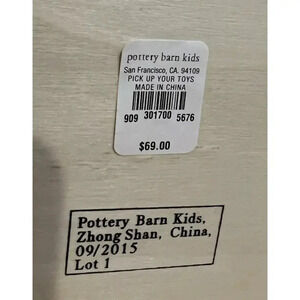 pottery barn kids
San Francisco, CA. 94109
PICK UP YOUR TOYS
MADE IN CHINA
909 301700 5676
$69.00
Pottery Barn Kids,
Zhong Shan, China,
09/2015
Lot 1